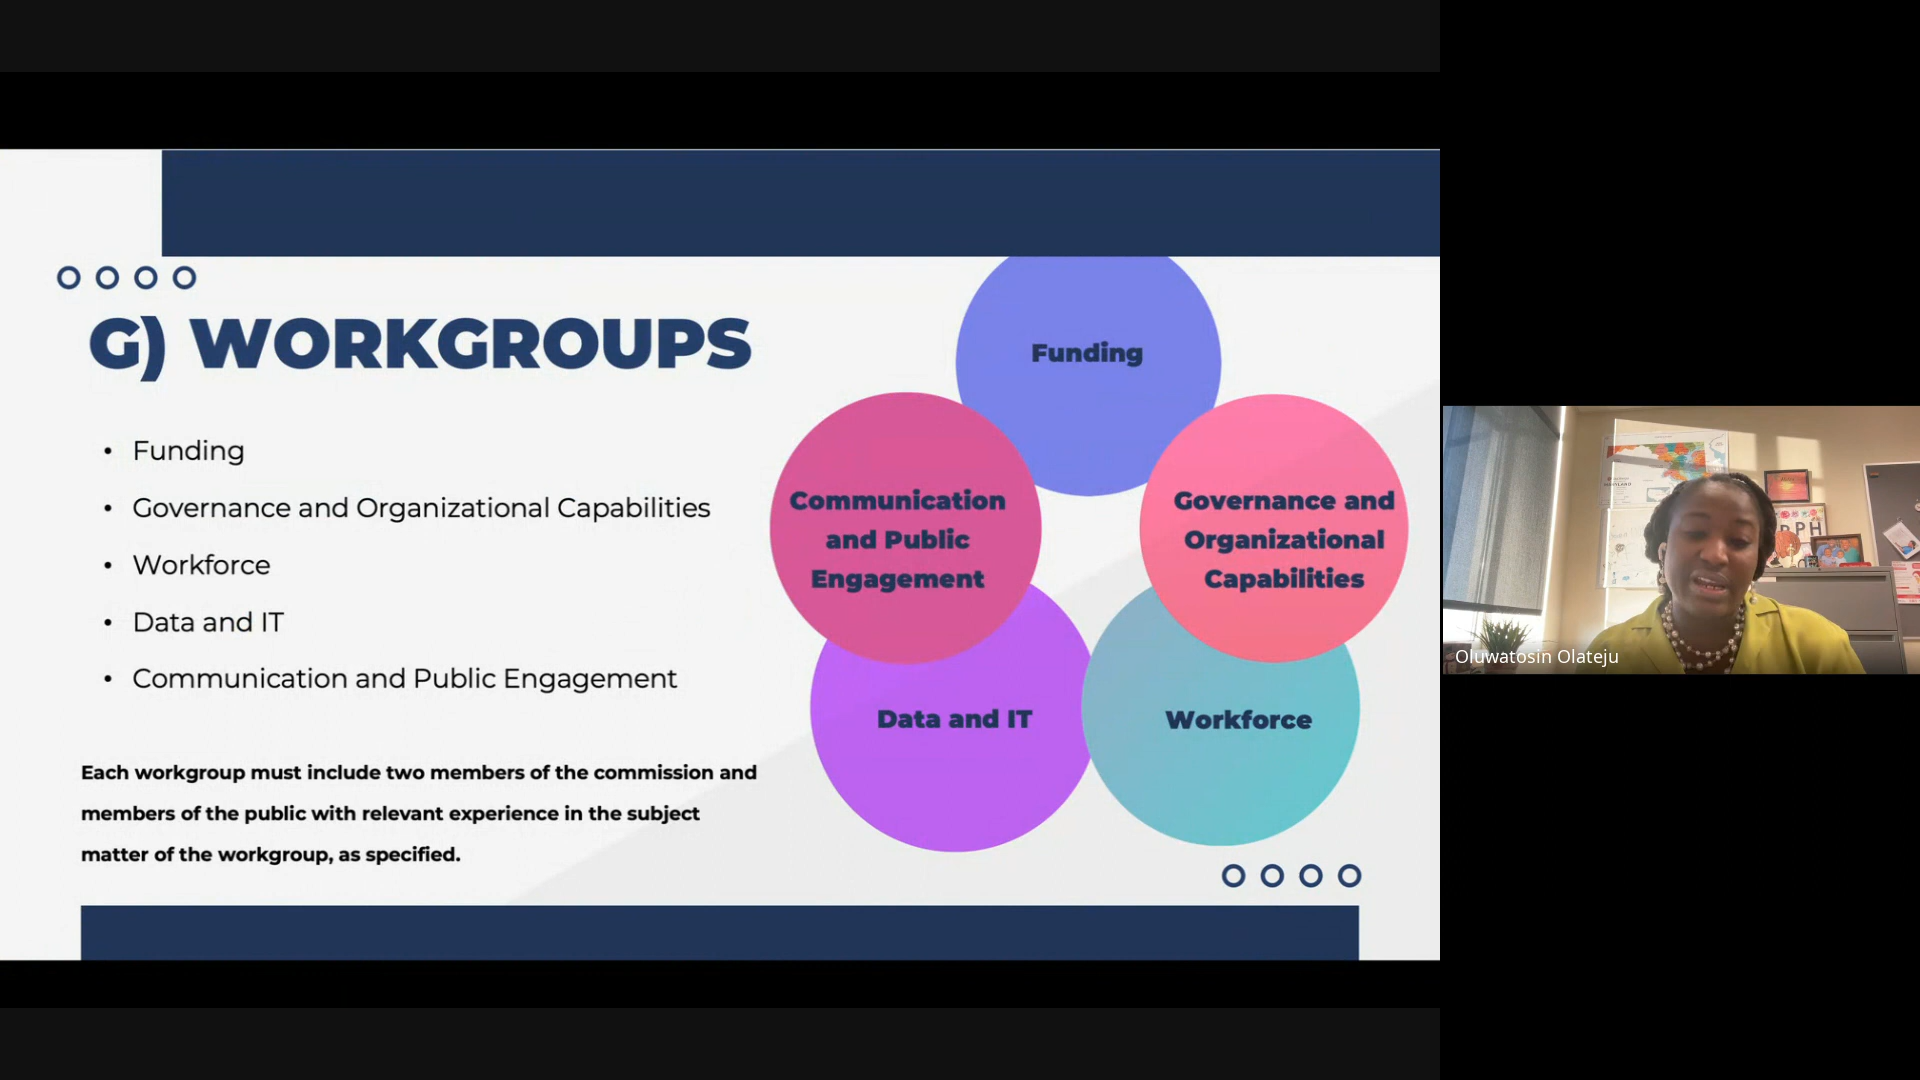 G) WORKGROUPS
• Funding
• Governance and Organizational Capabilities
• Workforce
• Data and IT
• Communication and Public Engagement
Each workgroup must include two members of the commission and
members of the public with relevant experience in the subject
matter of the workgroup, as specified.
Funding
Communication
and Public
Engagement
Governance and
Organizational
Capabilities
Data and IT
Workforce
Oluwatosin Olateju